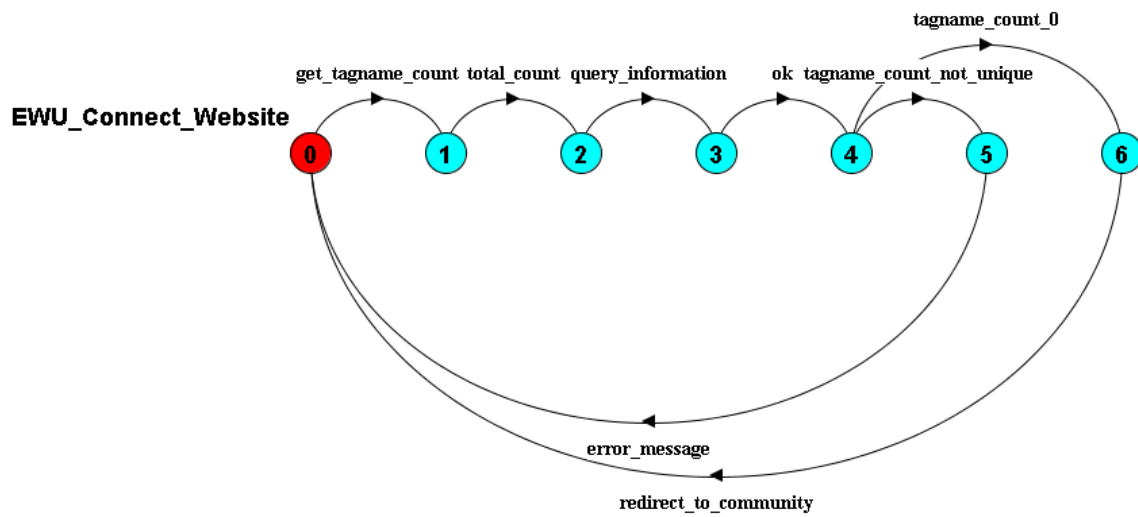 tagname_count_0
get_tagname_count total_count query_information ok tagname_count_not_unique
EWU_Connect_Website
0 1 2 3 4 5 6
error_message
redirect_to_community